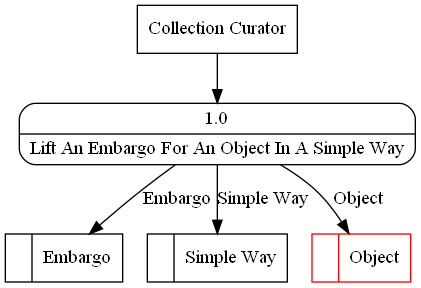 Collection Curator
1.0
Lift An Embargo For An Object In A Simple Way
Embargo
Simple Way
Object
Embargo
Simple Way
Object